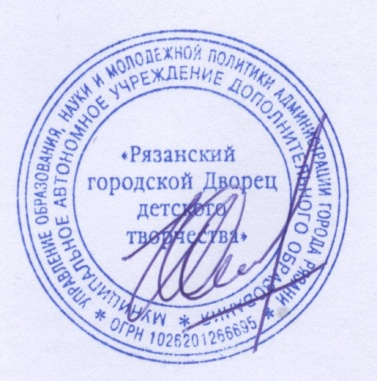 УПРАВЛЕНИЕ ОБРАЗОВАНИЯ, НАУКИ И МОЛОДЕЖНОЙ ПОЛИТИКИ АДМИНИСТРАЦИИ ГОРОДА РЯЗАНИ
* ОГРН 1026201266695 *
МУНИЦИПАЛЬНОЕ АВТОНОМНОЕ УЧРЕЖДЕНИЕ ДОПОЛНИТЕЛЬНОГО ОБРАЗОВАНИЯ *
«Рязанский
городской Дворец
детского
творчества»